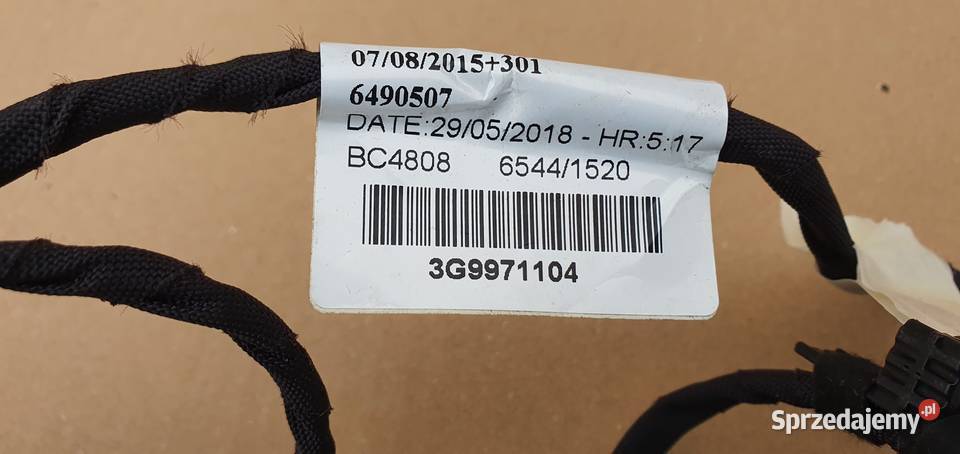 07/08/2015+301
6490507
DATE:29/05/2018 - HR:5:17
BC4808 6544/1520
3G9971104
Sprzedajemy.pl